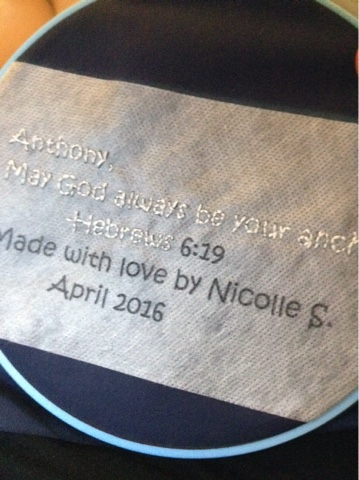 Anthony,
May God always be your anch
Hebrews 6:19
Made with love by Nicolle S.
April 2016